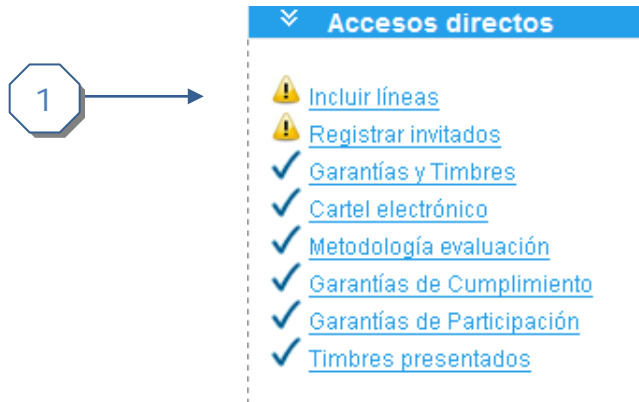 Accesos directos
1
Incluir líneas
Registrar invitados
Garantías y Timbres
Cartel electrónico
Metodología evaluación
Garantías de Cumplimiento
Garantías de Participación
Timbres presentados